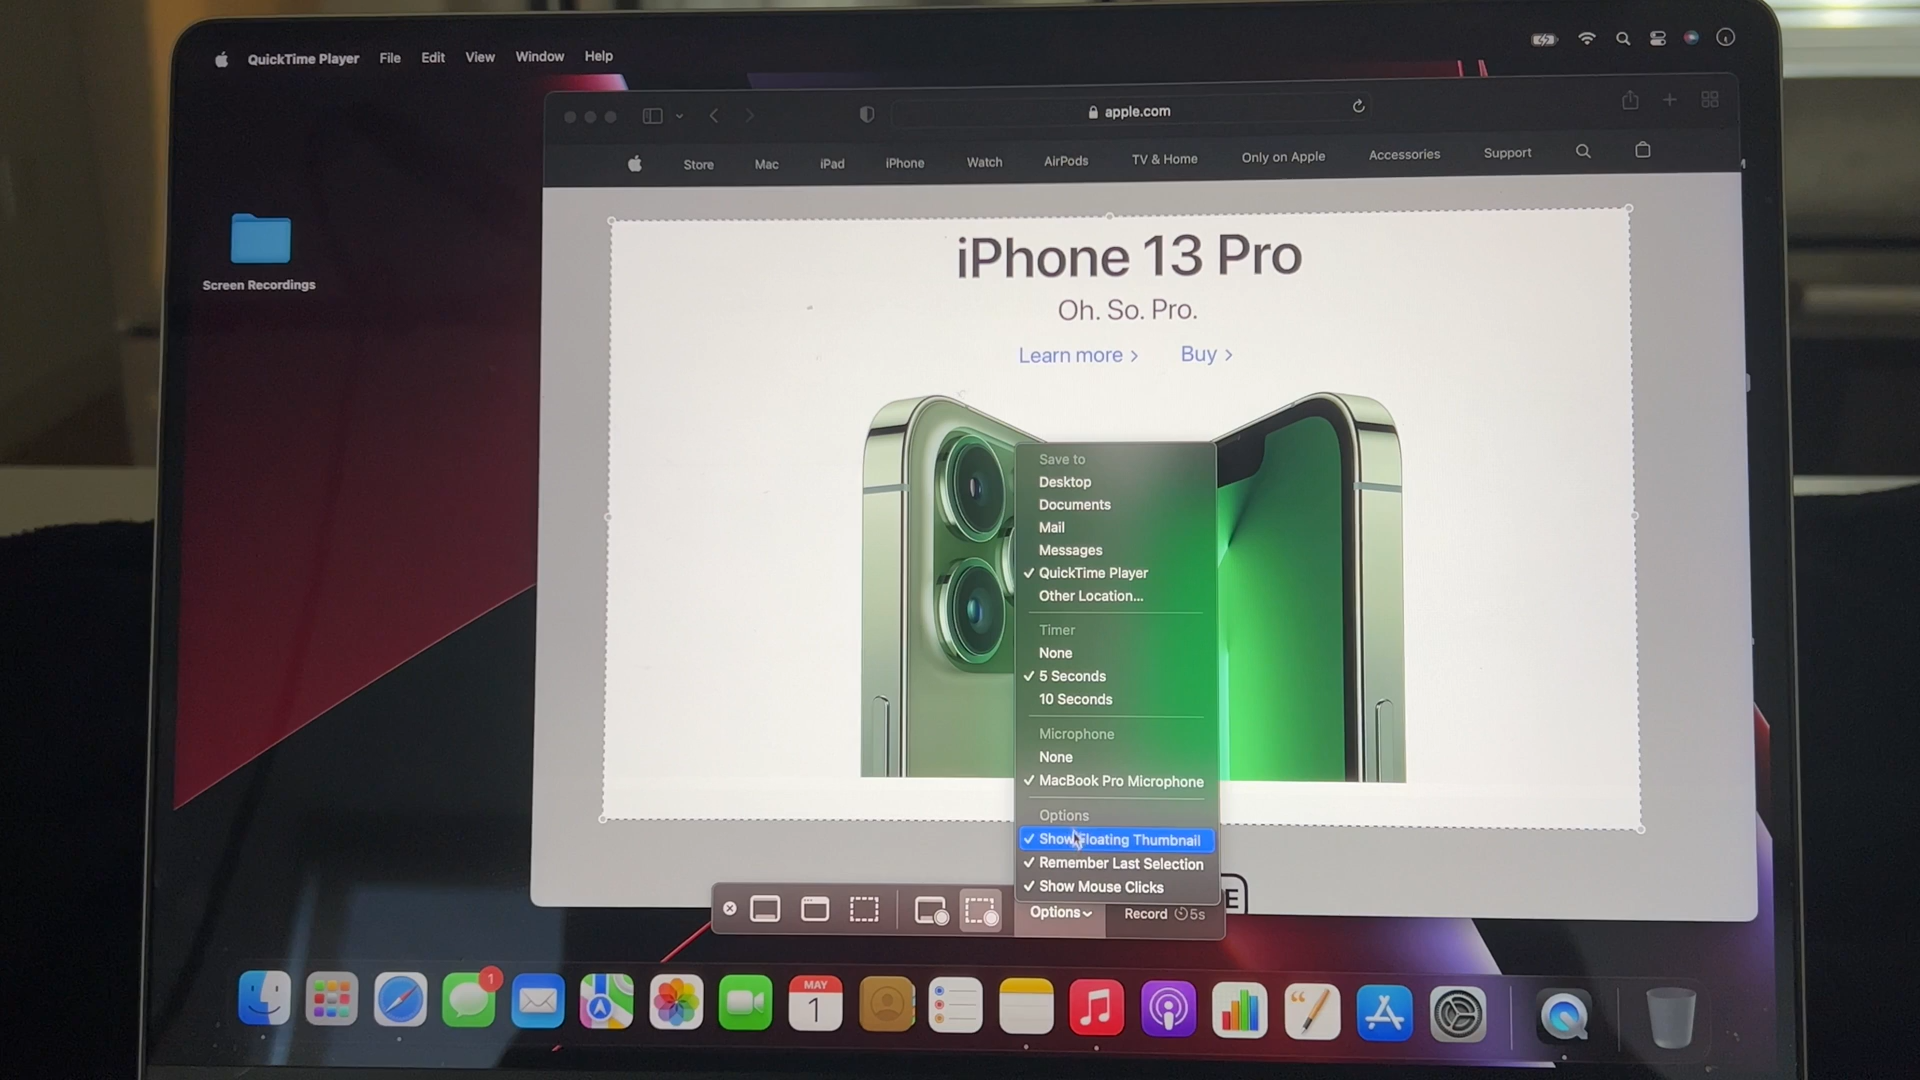 QuickTime Player File Edit View Window Help
apple.com
Store Mac iPad iPhone Watch AirPods TV & Home Only on Apple Accessories Support
Screen Recordings
iPhone 13 Pro
Oh. So. Pro.
Learn more > Buy >
Save to
Desktop
Documents
Mail
Messages
✓ QuickTime Player
Other Location...
Timer
None
✓ 5 Seconds
10 Seconds
Microphone
None
✓ MacBook Pro Microphone
Options
✓ Show Floating Thumbnail
✓ Remember Last Selection
✓ Show Mouse Clicks
E
Options Record 5s
1
MAY
1